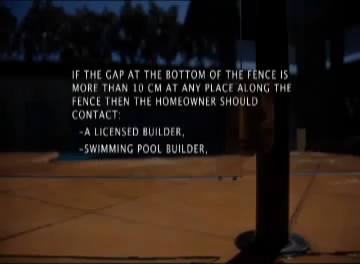 IF THE GAP AT THE BOTTOM OF THE FENCE IS
MORE THAN 10 CM AT ANY PLACE ALONG THE
FENCE THEN THE HOMEOWNER SHOULD
CONTACT:
-A LICENSED BUILDER,
-SWIMMING POOL BUILDER,